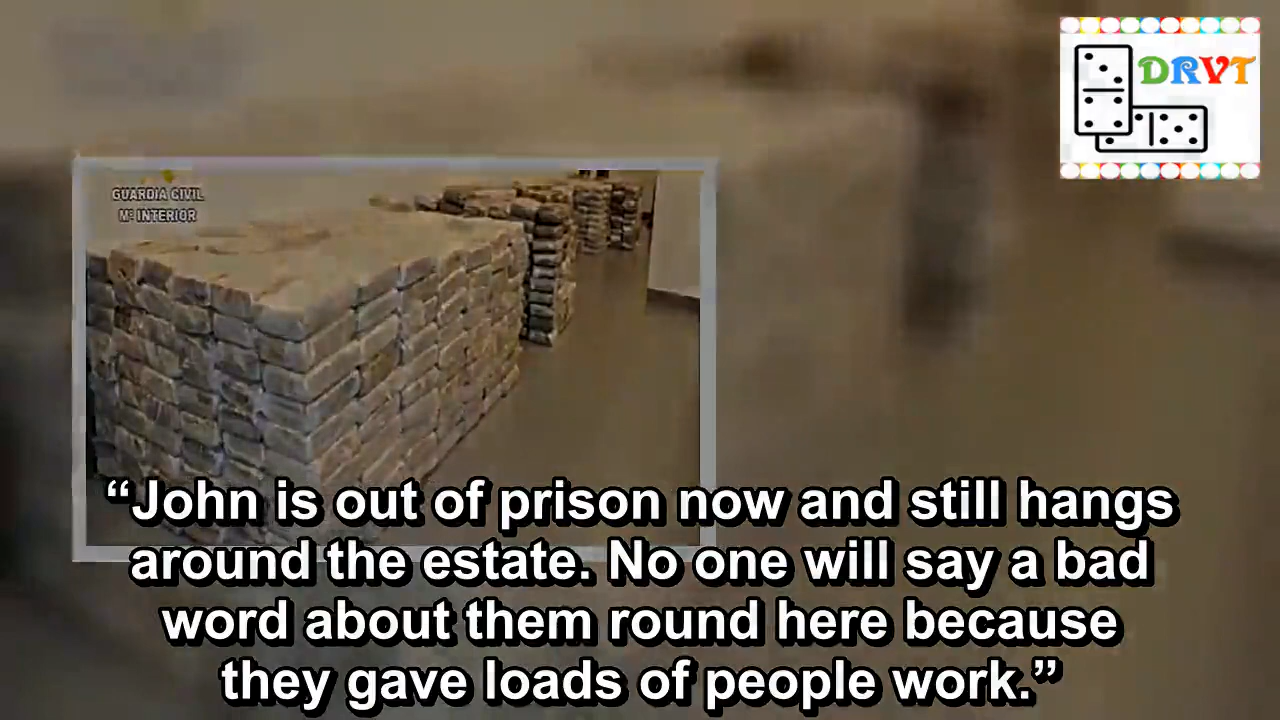 DRVT
GUARDIA CIVIL
Mº INTERIOR
“John is out of prison now and still hangs
around the estate. No one will say a bad
word about them round here because
they gave loads of people work.”